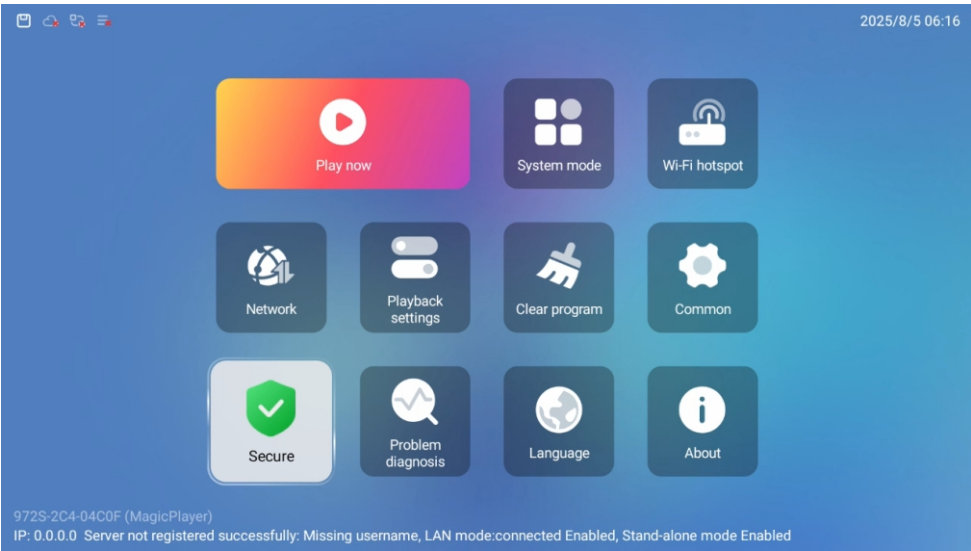 2025/8/5 06:16
Play now
System mode
Wi-Fi hotspot
Network
Playback
settings
Clear program
Common
Secure
Problem
diagnosis
Language
About
972S-2C4-04C0F (MagicPlayer)
IP: 0.0.0.0 Server not registered successfully: Missing username, LAN mode:connected Enabled, Stand-alone mode Enabled